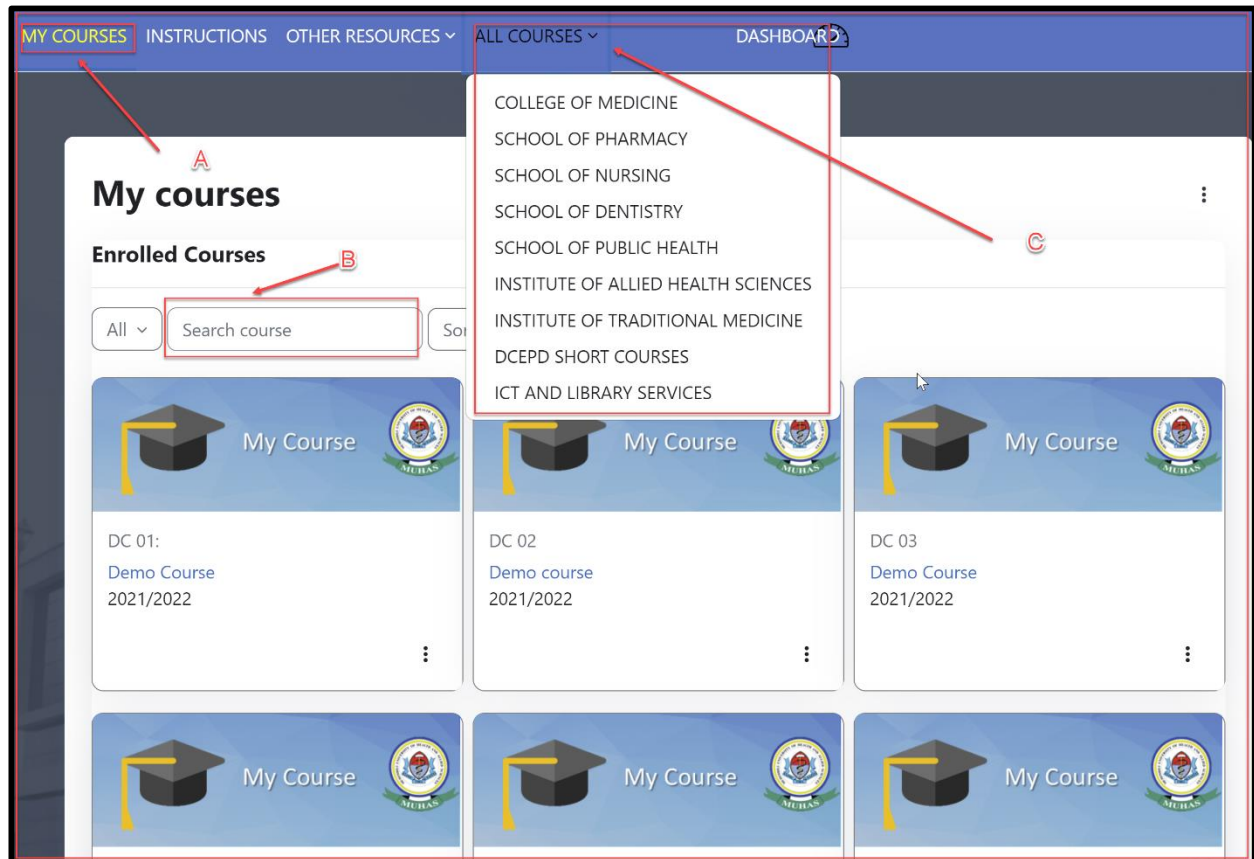 MY COURSES INSTRUCTIONS OTHER RESOURCES ALL COURSES DASHBOARD
COLLEGE OF MEDICINE
SCHOOL OF PHARMACY
SCHOOL OF NURSING
SCHOOL OF DENTISTRY
SCHOOL OF PUBLIC HEALTH
INSTITUTE OF ALLIED HEALTH SCIENCES
INSTITUTE OF TRADITIONAL MEDICINE
DCEPD SHORT COURSES
ICT AND LIBRARY SERVICES
A
My courses
Enrolled Courses
B
C
All
Search course
My Course
MUHAS
My Course
MUHAS
My Course
MUHAS
DC 01:
Demo Course
2021/2022
DC 02
Demo course
2021/2022
DC 03
Demo Course
2021/2022
My Course
MUHAS
My Course
MUHAS
My Course
MUHAS